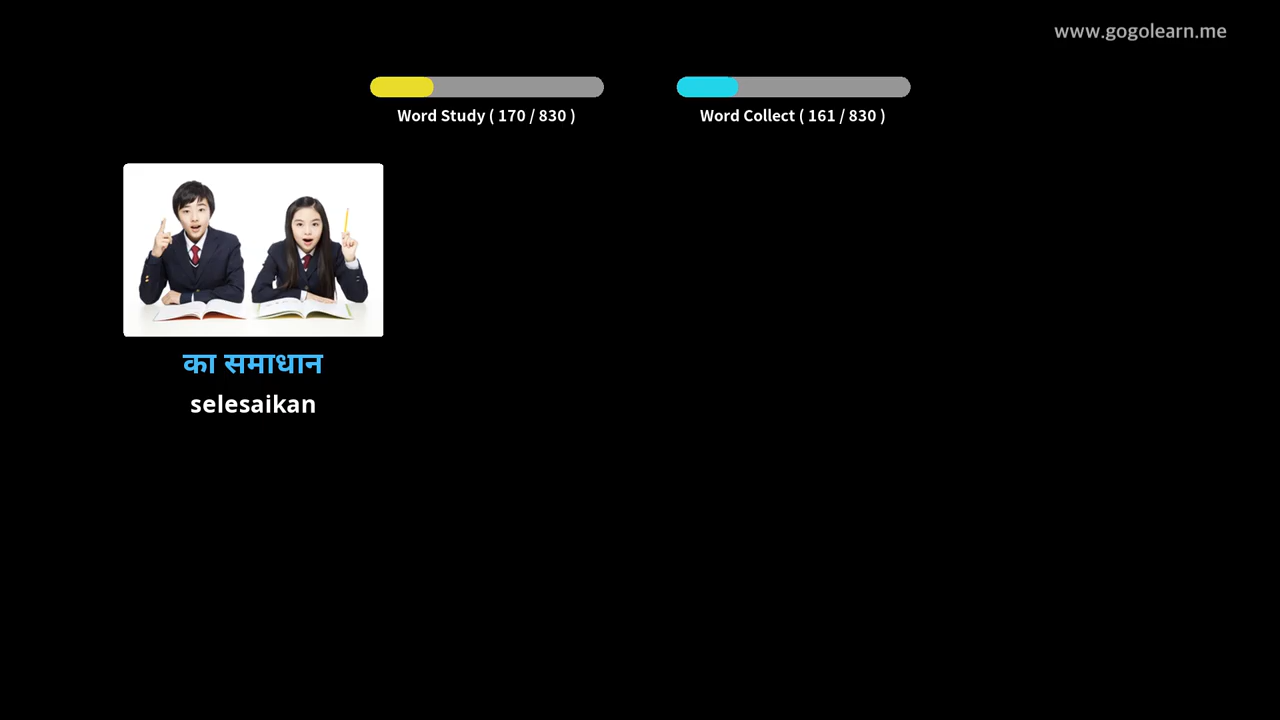 www.gogolearn.me
Word Study ( 170 / 830 )
Word Collect ( 161 / 830 )
का समाधान
selesaikan